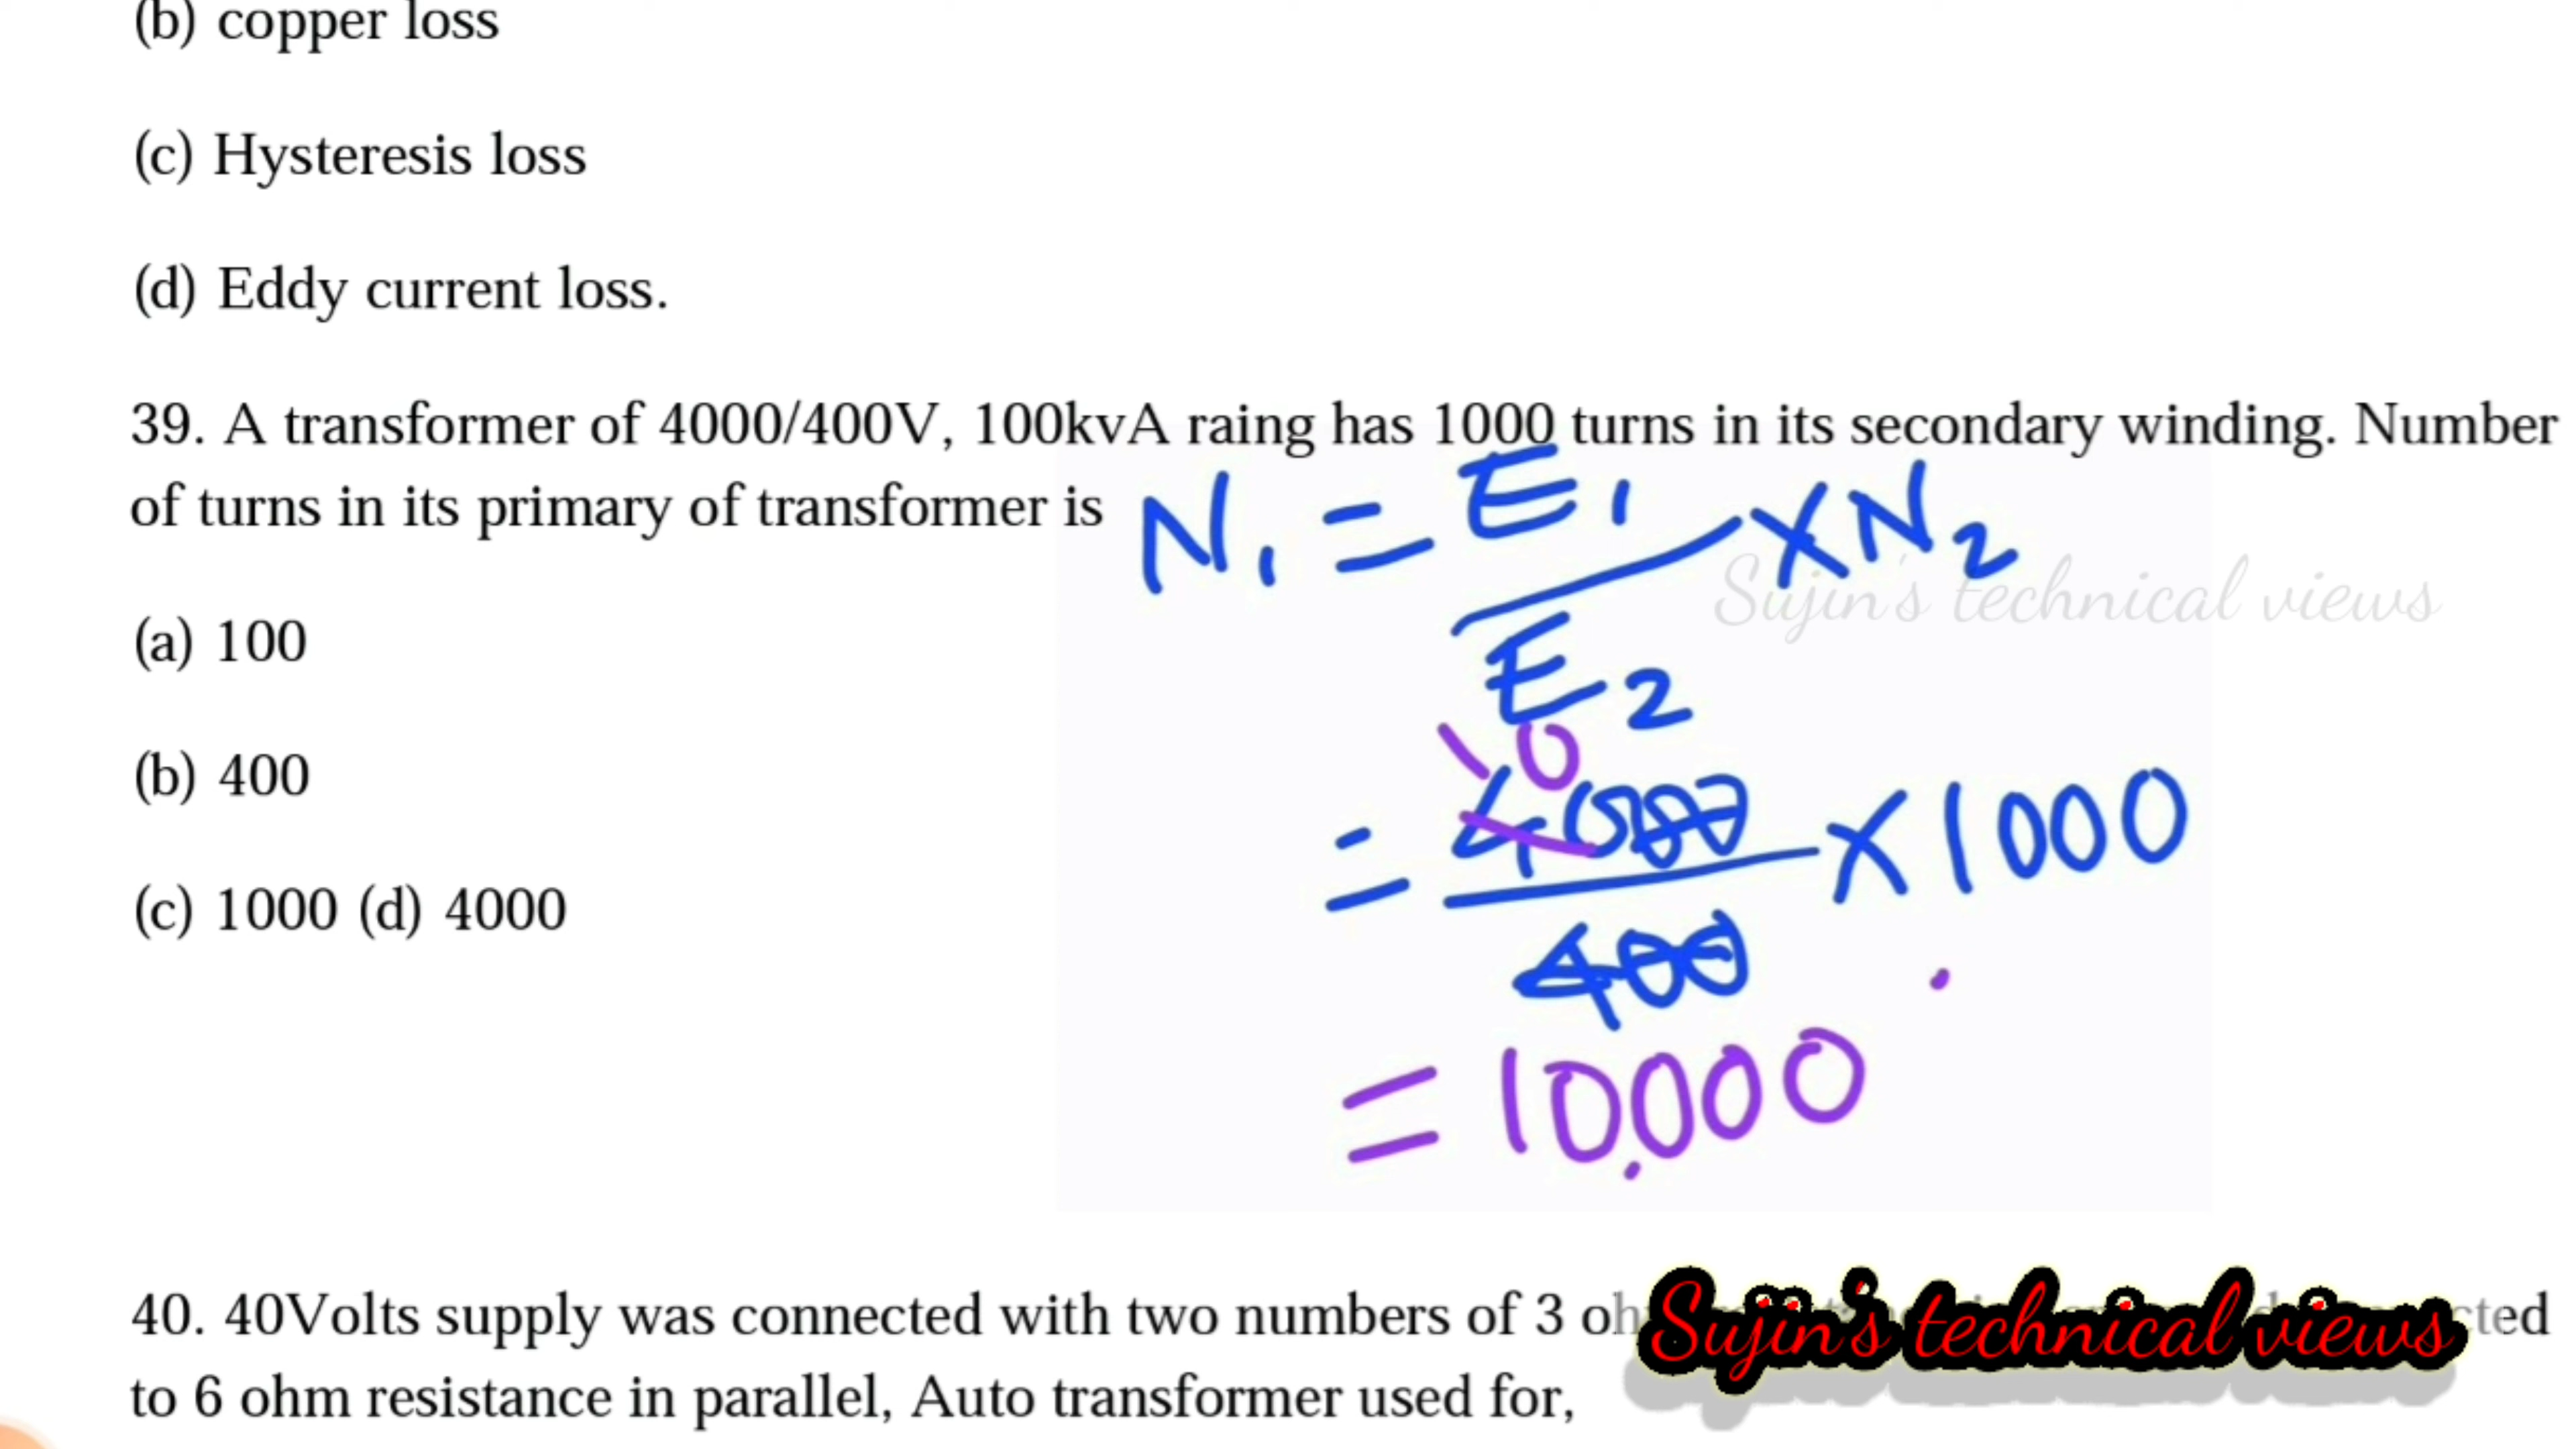 (b) copper loss
(c) Hysteresis loss
(d) Eddy current loss.
39. A transformer of 4000/400V, 100kvA raing has 1000 turns in its secondary winding. Number
of turns in its primary of transformer is
N₁ = E₁ × N₂
E₂
Sujin's technical views
(a) 100
(b) 400
(c) 1000 (d) 4000
10
= 4000 × 1000
400
= 10,000
40. 40Volts supply was connected with two numbers of 3
Sujin's technical views
to 6 ohm resistance in parallel, Auto transformer used for,